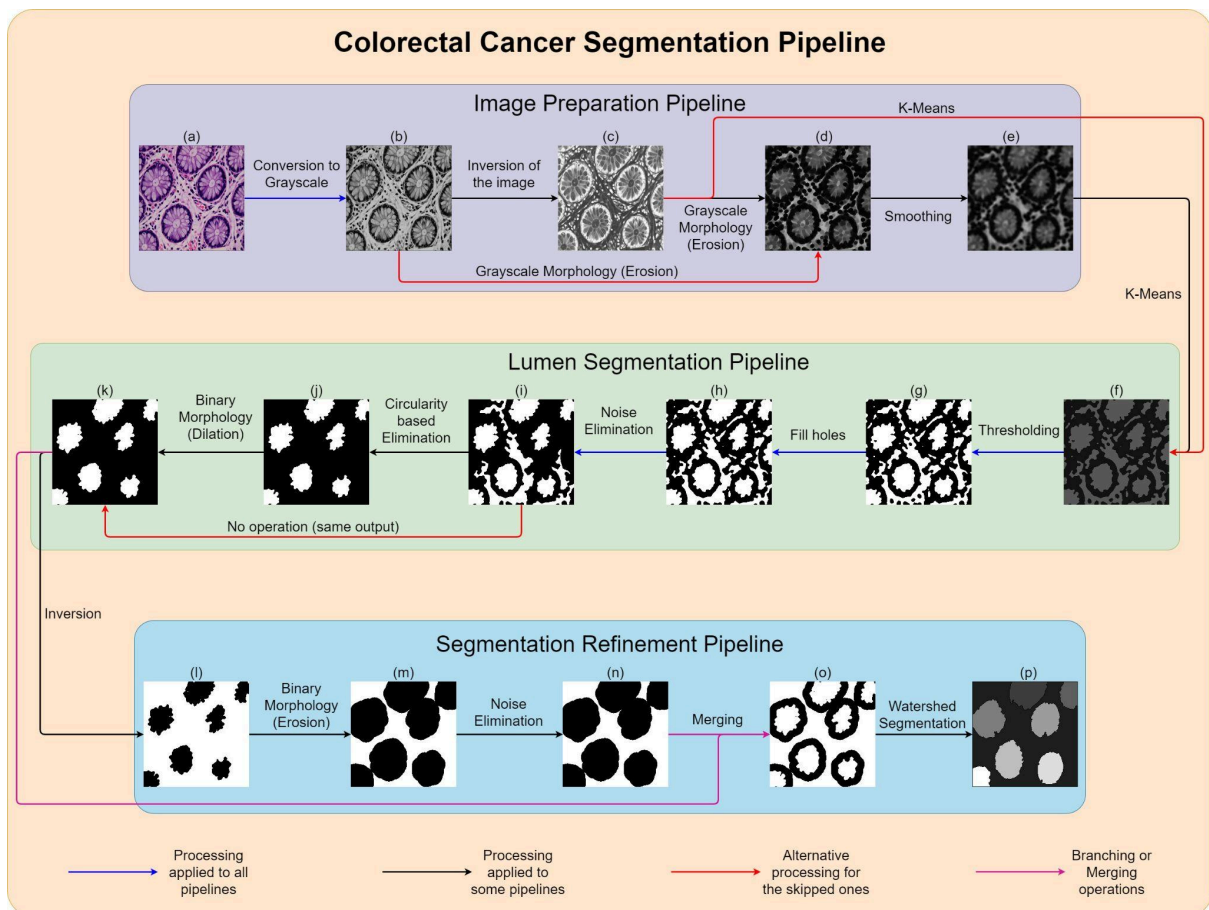 Colorectal Cancer Segmentation Pipeline
Image Preparation Pipeline
K-Means
(a)
(b)
(c)
(d)
(e)
Conversion to
Grayscale
Inversion of
the image
Grayscale
Morphology
(Erosion)
Smoothing
Grayscale Morphology (Erosion)
K-Means
Lumen Segmentation Pipeline
(k)
(j)
(i)
(h)
(g)
(f)
Binary
Morphology
(Dilation)
Circularity
based
Elimination
Noise
Elimination
Fill holes
Thresholding
No operation (same output)
Inversion
Segmentation Refinement Pipeline
(l)
(m)
(n)
(o)
(p)
Binary
Morphology
(Erosion)
Noise
Elimination
Merging
Watershed
Segmentation
Processing
applied to all
pipelines
Processing
applied to
some pipelines
Alternative
processing for
the skipped ones
Branching or
Merging
operations